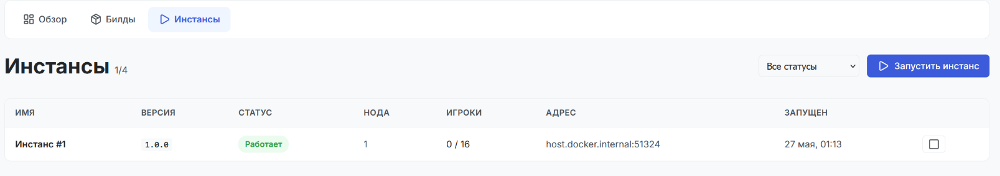 Обзор Билды Инстансы
Инстансы 1/4 Все статусы Запустить инстанс
ИМЯ ВЕРСИЯ СТАТУС НОДА ИГРОКИ АДРЕС ЗАПУЩЕН
Инстанс #1 1.0.0 Работает 1 0 / 16 host.docker.internal:51324 27 мая, 01:13